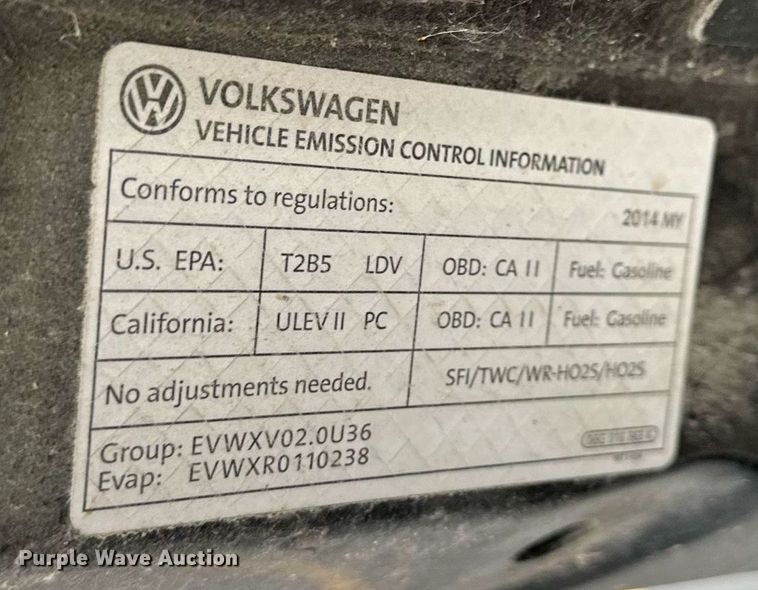 VOLKSWAGEN
VEHICLE EMISSION CONTROL INFORMATION
Conforms to regulations: 2014 MY
U.S. EPA: T2B5 LDV OBD: CA II Fuel: Gasoline
California: ULEV II PC OBD: CA II Fuel: Gasoline
No adjustments needed. SFI/TWC/WR-HO2S/HO2S
Group: EVWXV02.0U36
Evap: EVWXR0110238
Purple Wave Auction